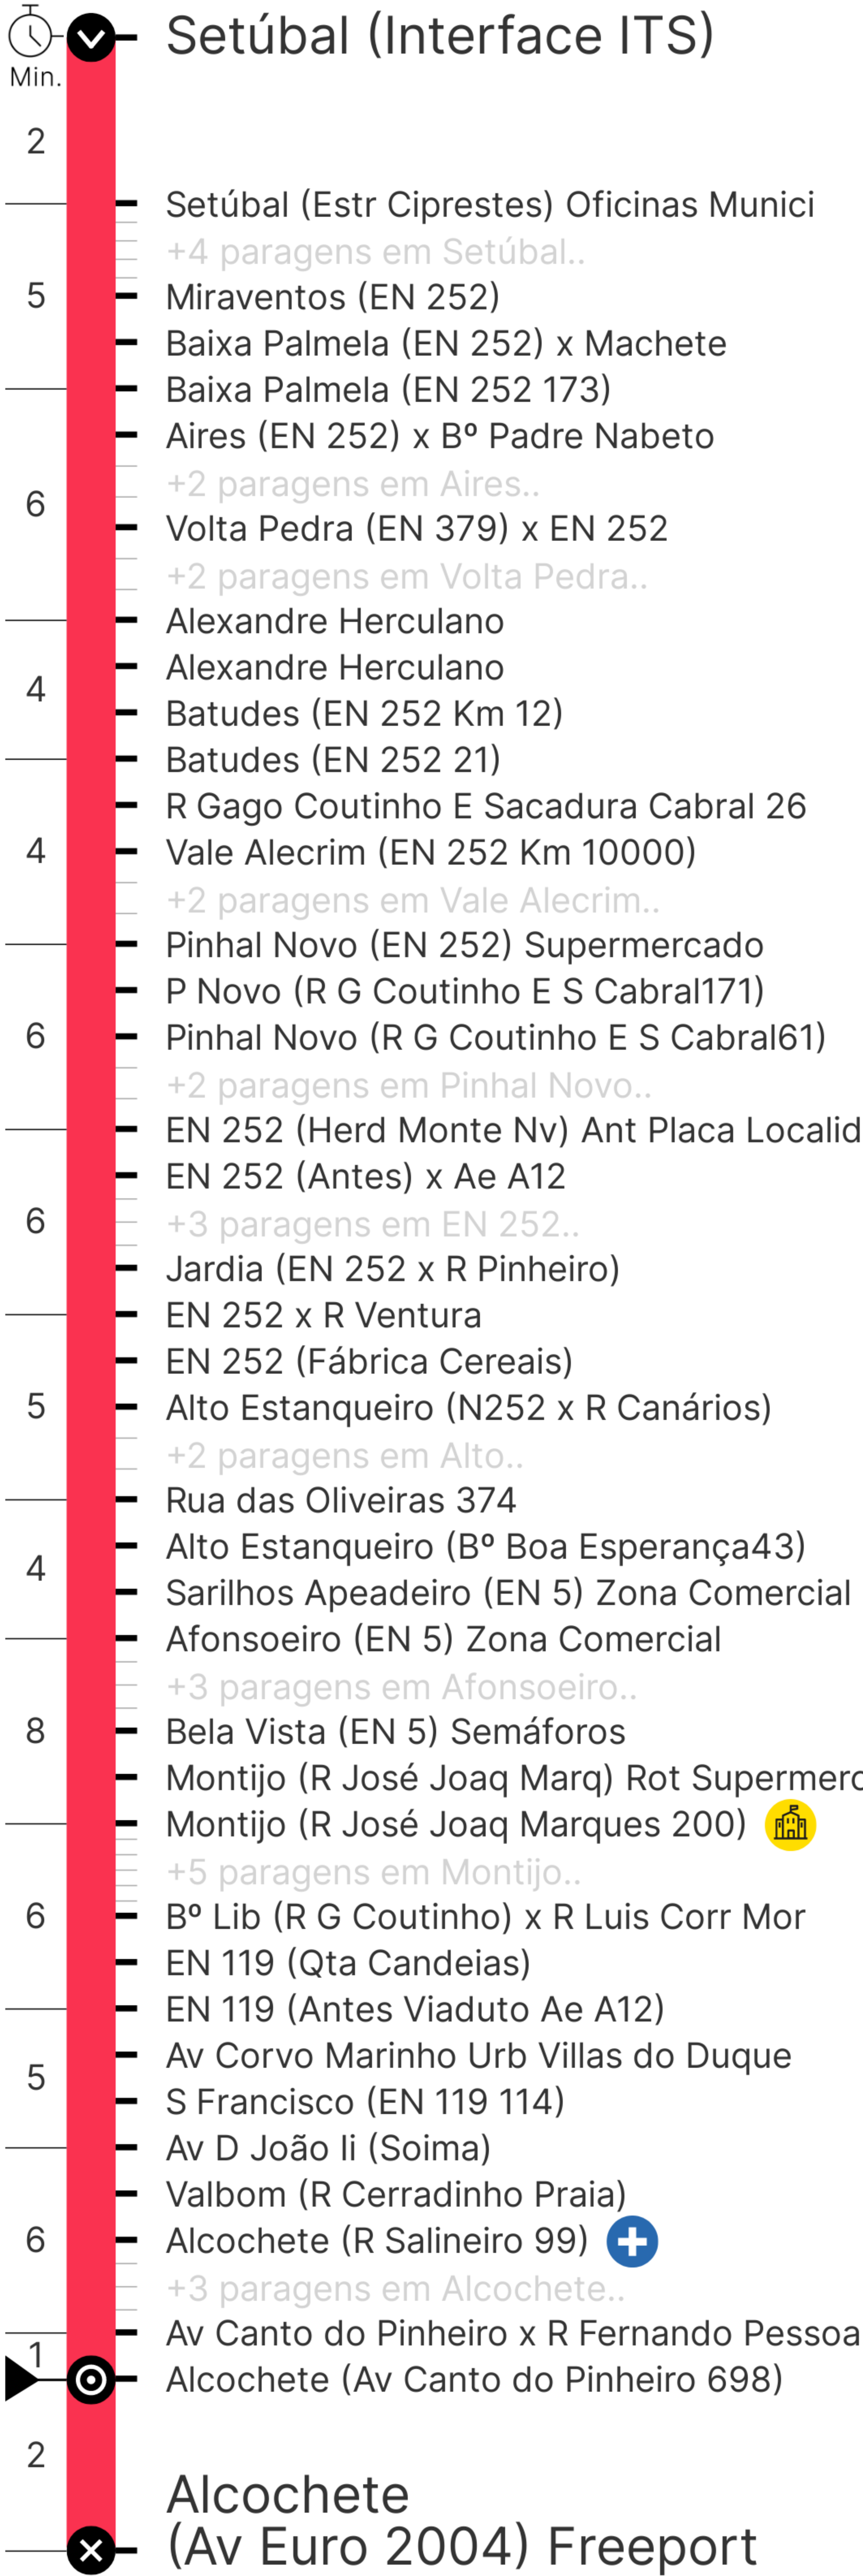 Setúbal (Interface ITS)
Min.
2
Setúbal (Estr Ciprestes) Oficinas Munici
+4 paragens em Setúbal..
5
Miraventos (EN 252)
Baixa Palmela (EN 252) x Machete
Baixa Palmela (EN 252 173)
Aires (EN 252) x Bº Padre Nabeto
+2 paragens em Aires..
6
Volta Pedra (EN 379) x EN 252
+2 paragens em Volta Pedra..
Alexandre Herculano
Alexandre Herculano
4
Batudes (EN 252 Km 12)
Batudes (EN 252 21)
R Gago Coutinho E Sacadura Cabral 26
4
Vale Alecrim (EN 252 Km 10000)
+2 paragens em Vale Alecrim..
Pinhal Novo (EN 252) Supermercado
P Novo (R G Coutinho E S Cabral171)
6
Pinhal Novo (R G Coutinho E S Cabral61)
+2 paragens em Pinhal Novo..
EN 252 (Herd Monte Nv) Ant Placa Localid
EN 252 (Antes) x Ae A12
6
+3 paragens em EN 252..
Jardia (EN 252 x R Pinheiro)
EN 252 x R Ventura
EN 252 (Fábrica Cereais)
5
Alto Estanqueiro (N252 x R Canários)
+2 paragens em Alto..
Rua das Oliveiras 374
Alto Estanqueiro (Bº Boa Esperança43)
4
Sarilhos Apeadeiro (EN 5) Zona Comercial
Afonsoeiro (EN 5) Zona Comercial
+3 paragens em Afonsoeiro..
8
Bela Vista (EN 5) Semáforos
Montijo (R José Joaq Marq) Rot Supermerc
Montijo (R José Joaq Marques 200)
+5 paragens em Montijo..
6
Bº Lib (R G Coutinho) x R Luis Corr Mor
EN 119 (Qta Candeias)
EN 119 (Antes Viaduto Ae A12)
Av Corvo Marinho Urb Villas do Duque
5
S Francisco (EN 119 114)
Av D João Ii (Soima)
Valbom (R Cerradinho Praia)
6
Alcochete (R Salineiro 99)
+3 paragens em Alcochete..
Av Canto do Pinheiro x R Fernando Pessoa
1
Alcochete (Av Canto do Pinheiro 698)
2
Alcochete
(Av Euro 2004) Freeport